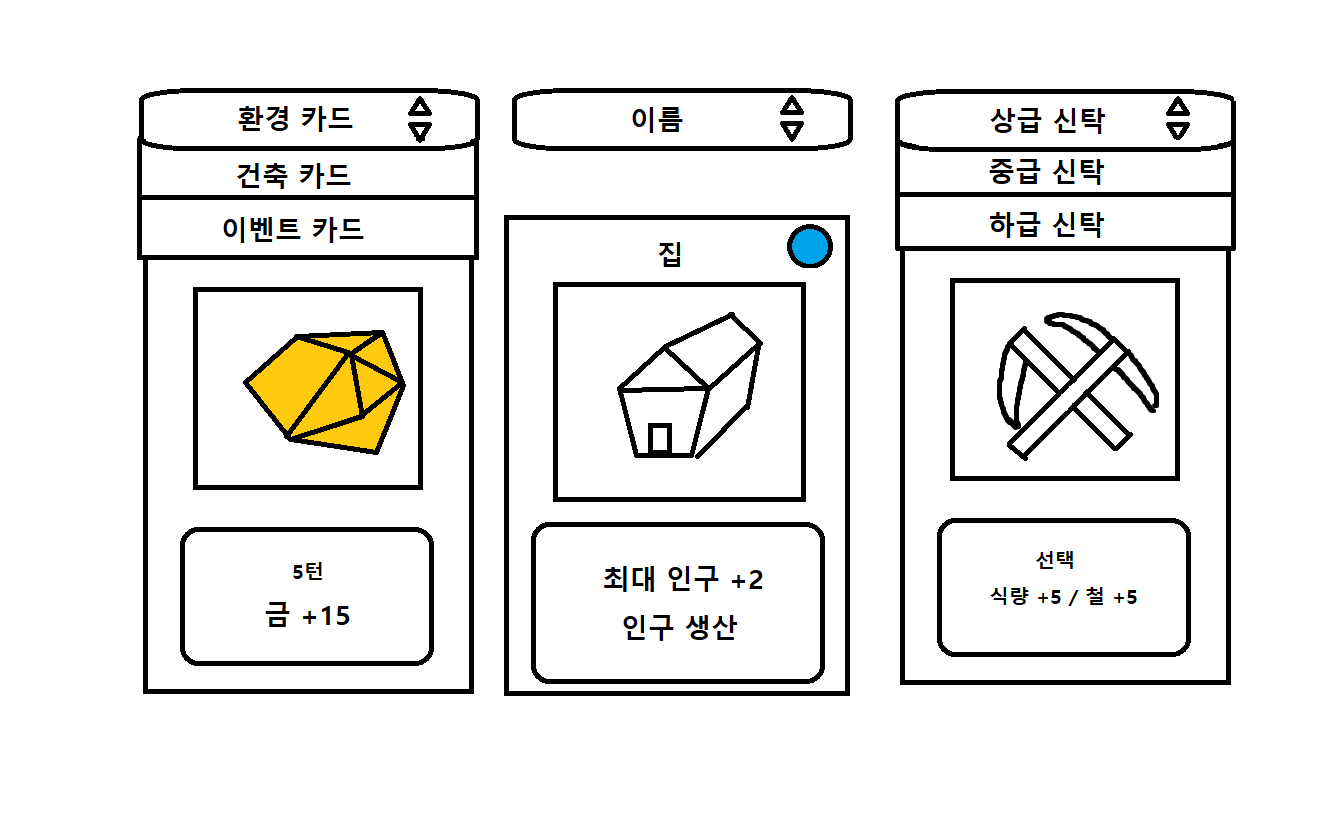 환경 카드
건축 카드
이벤트 카드
5턴
금 +15
이름
집
최대 인구 +2
인구 생산
상급 신탁
중급 신탁
하급 신탁
선택
식량 +5 / 철 +5